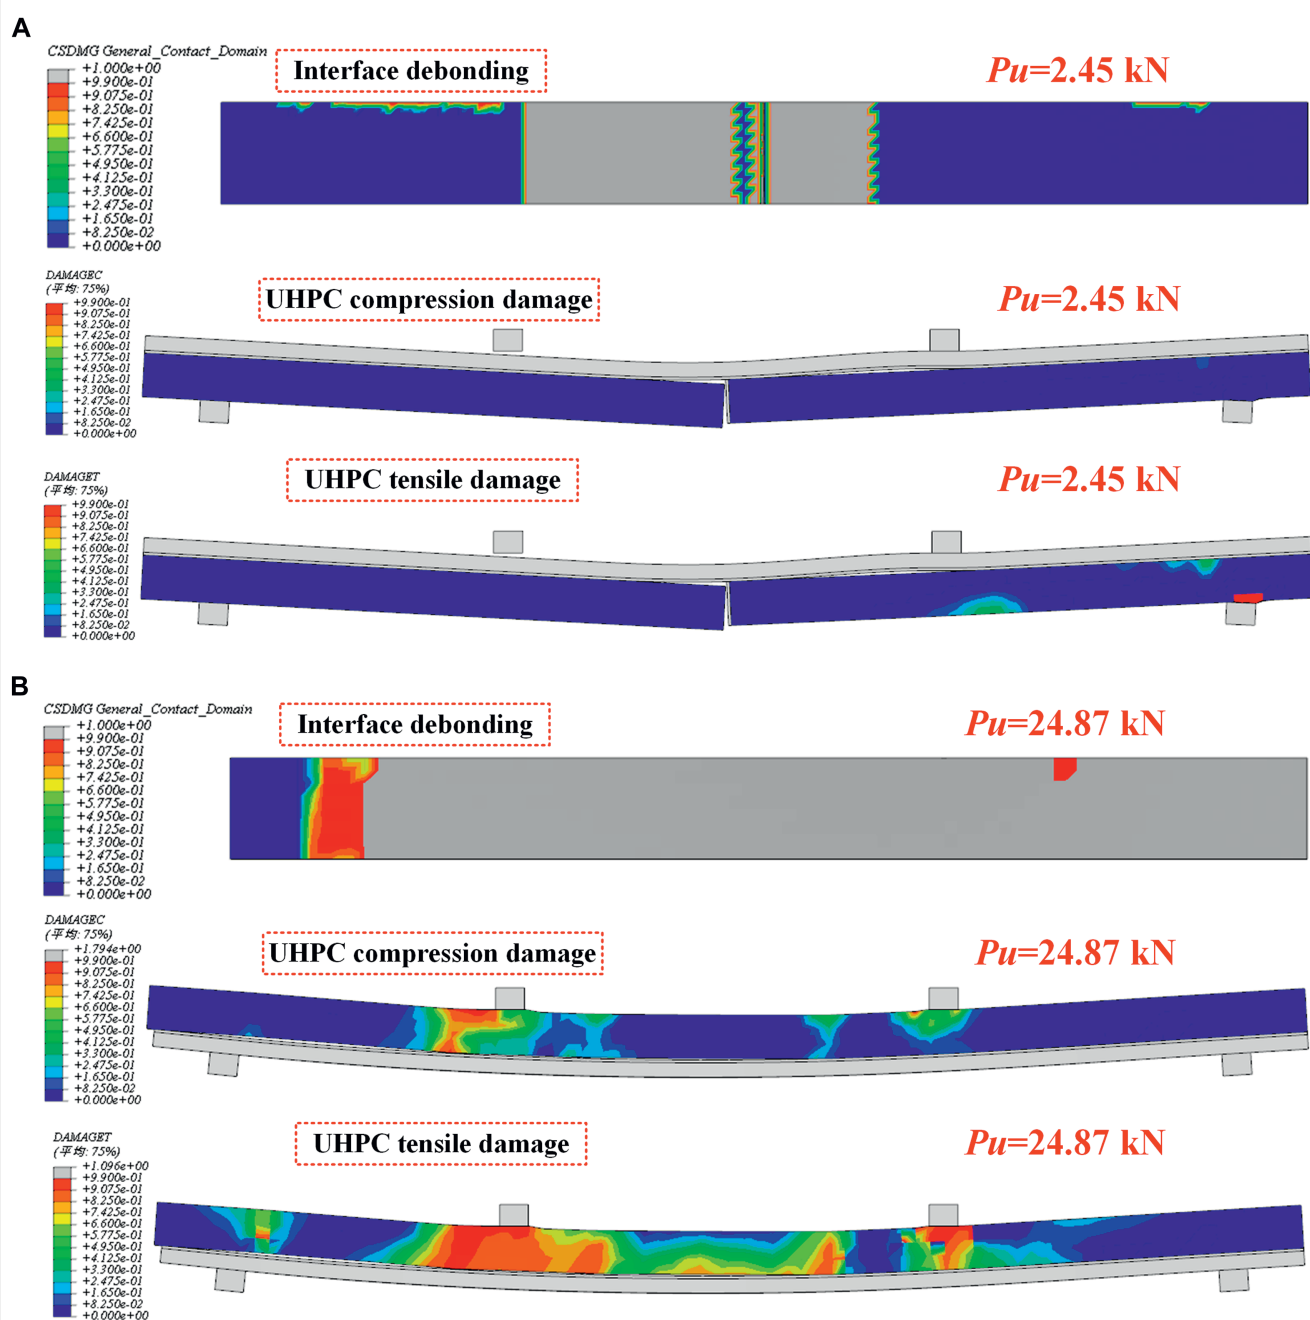 A
CSDMG General_Contact_Domain
+1.000e+00
+9.900e-01
+9.075e-01
+8.250e-01
+7.425e-01
+6.600e-01
+5.775e-01
+4.950e-01
+4.125e-01
+3.300e-01
+2.475e-01
+1.650e-01
+8.250e-02
+0.000e+00
Interface debonding
Pu=2.45 kN
DAMAGEC
(平均: 75%)
+9.900e-01
+9.075e-01
+8.250e-01
+7.425e-01
+6.600e-01
+5.775e-01
+4.950e-01
+4.125e-01
+3.300e-01
+2.475e-01
+1.650e-01
+8.250e-02
+0.000e+00
UHPC compression damage
Pu=2.45 kN
DAMAGET
(平均: 75%)
+9.900e-01
+9.075e-01
+8.250e-01
+7.425e-01
+6.600e-01
+5.775e-01
+4.950e-01
+4.125e-01
+3.300e-01
+2.475e-01
+1.650e-01
+8.250e-02
+0.000e+00
UHPC tensile damage
Pu=2.45 kN
B
CSDMG General_Contact_Domain
+1.000e+00
+9.900e-01
+9.075e-01
+8.250e-01
+7.425e-01
+6.600e-01
+5.775e-01
+4.950e-01
+4.125e-01
+3.300e-01
+2.475e-01
+1.650e-01
+8.250e-02
+0.000e+00
Interface debonding
Pu=24.87 kN
DAMAGEC
(平均: 75%)
+1.794e+00
+9.900e-01
+9.075e-01
+8.250e-01
+7.425e-01
+6.600e-01
+5.775e-01
+4.950e-01
+4.125e-01
+3.300e-01
+2.475e-01
+1.650e-01
+8.250e-02
+0.000e+00
UHPC compression damage
Pu=24.87 kN
DAMAGET
(平均: 75%)
+1.096e+00
+9.900e-01
+9.075e-01
+8.250e-01
+7.425e-01
+6.600e-01
+5.775e-01
+4.950e-01
+4.125e-01
+3.300e-01
+2.475e-01
+1.650e-01
+8.250e-02
+0.000e+00
UHPC tensile damage
Pu=24.87 kN